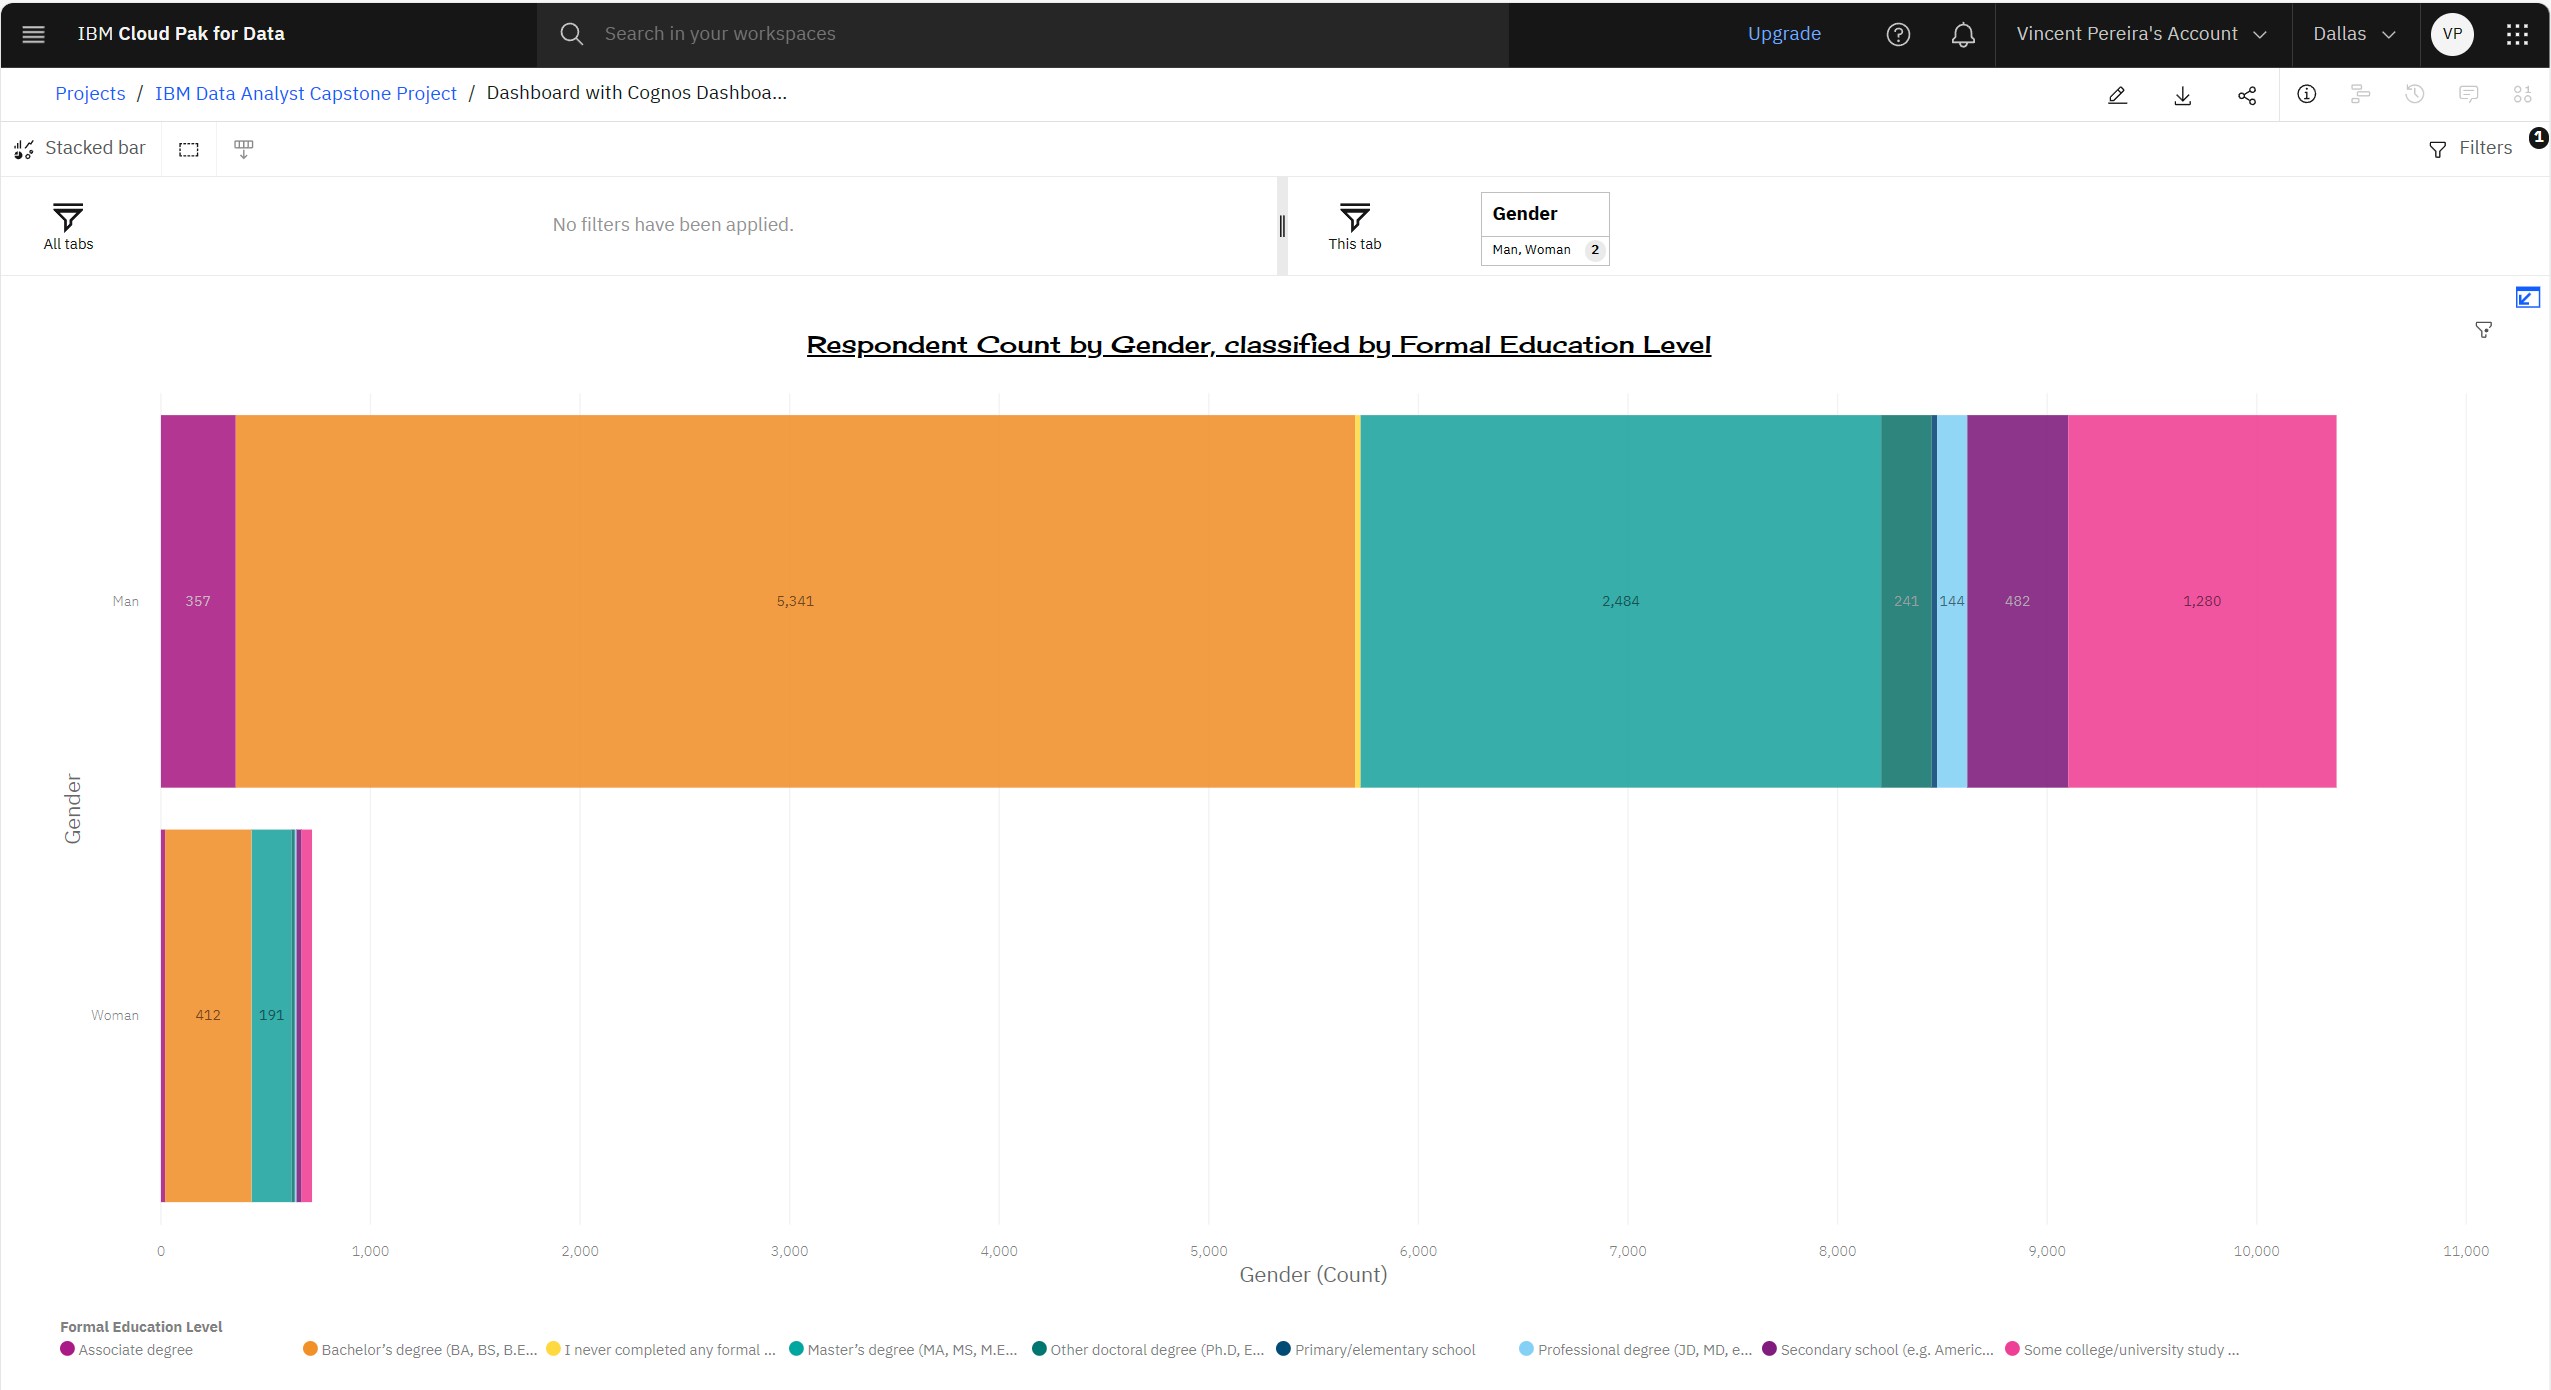 IBM Cloud Pak for Data
Search in your workspaces
Upgrade
Vincent Pereira's Account
Dallas
VP
Projects / IBM Data Analyst Capstone Project / Dashboard with Cognos Dashboa...
Stacked bar
Filters
1
All tabs
No filters have been applied.
This tab
Gender
Man, Woman 2
Respondent Count by Gender, classified by Formal Education Level
Gender
Man
357
5,341
2,484
241
144
482
1,280
Woman
412
191
0
1,000
2,000
3,000
4,000
5,000
6,000
7,000
8,000
9,000
10,000
11,000
Gender (Count)
Formal Education Level
Associate degree
Bachelor’s degree (BA, BS, B.E...
I never completed any formal ...
Master’s degree (MA, MS, M.E...
Other doctoral degree (Ph.D, E...
Primary/elementary school
Professional degree (JD, MD, e...
Secondary school (e.g. Americ...
Some college/university study ...